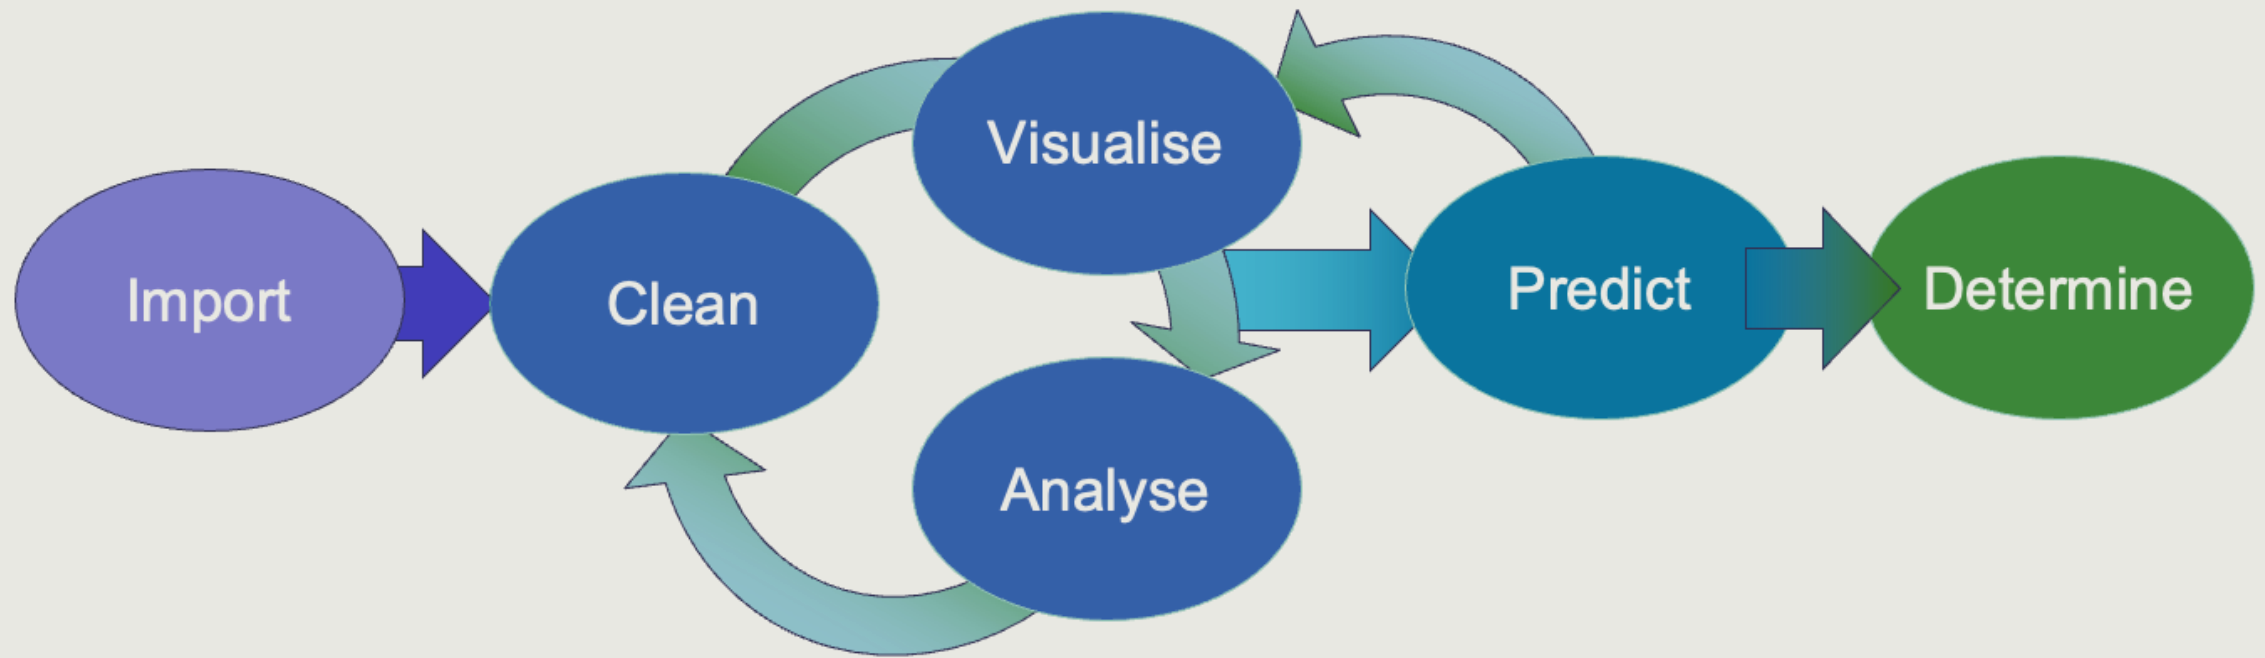 Import
Clean
Visualise
Analyse
Predict
Determine